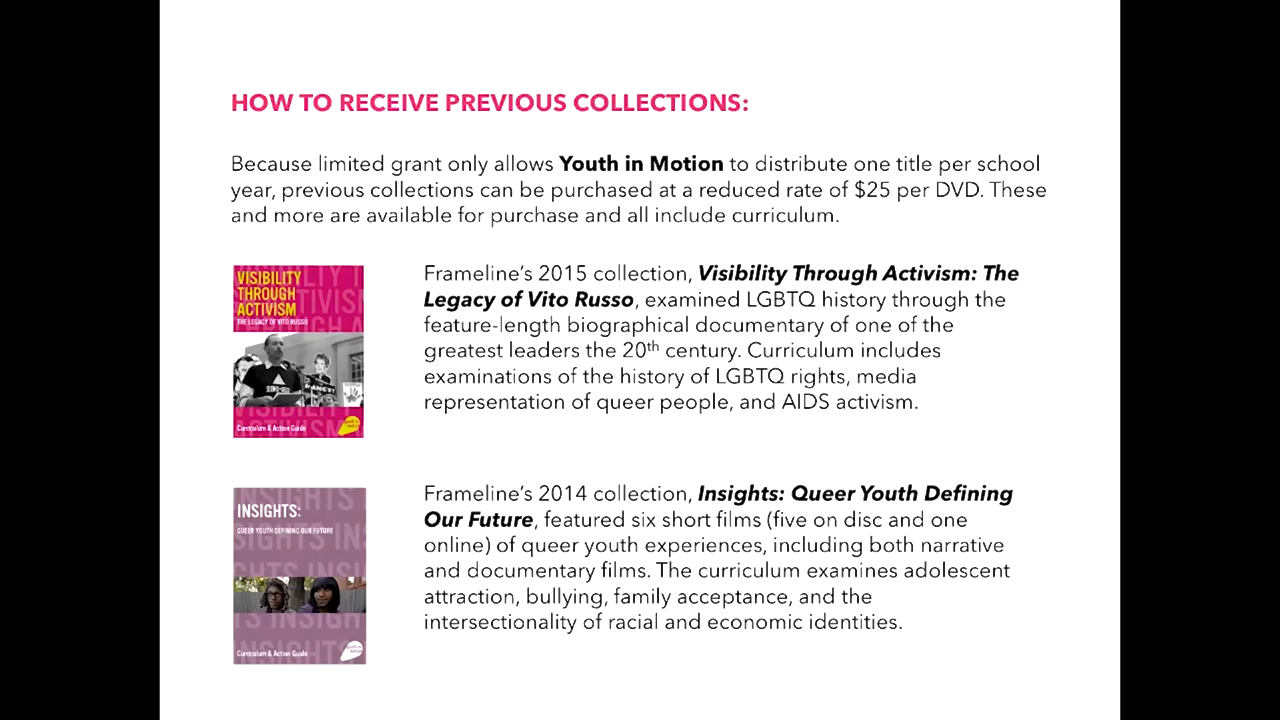 HOW TO RECEIVE PREVIOUS COLLECTIONS:
Because limited grant only allows Youth in Motion to distribute one title per school
year, previous collections can be purchased at a reduced rate of $25 per DVD. These
and more are available for purchase and all include curriculum.
VISIBILITY
THROUGH
ACTIVISM
THE LEGACY OF VITO RUSSO
Curriculum & Action Guide
Frameline's 2015 collection, Visibility Through Activism: The
Legacy of Vito Russo, examined LGBTQ history through the
feature-length biographical documentary of one of the
greatest leaders the 20th century. Curriculum includes
examinations of the history of LGBTQ rights, media
representation of queer people, and AIDS activism.
INSIGHTS:
QUEER YOUTH DEFINING OUR FUTURE
Curriculum & Action Guide
Frameline's 2014 collection, Insights: Queer Youth Defining
Our Future, featured six short films (five on disc and one
online) of queer youth experiences, including both narrative
and documentary films. The curriculum examines adolescent
attraction, bullying, family acceptance, and the
intersectionality of racial and economic identities.